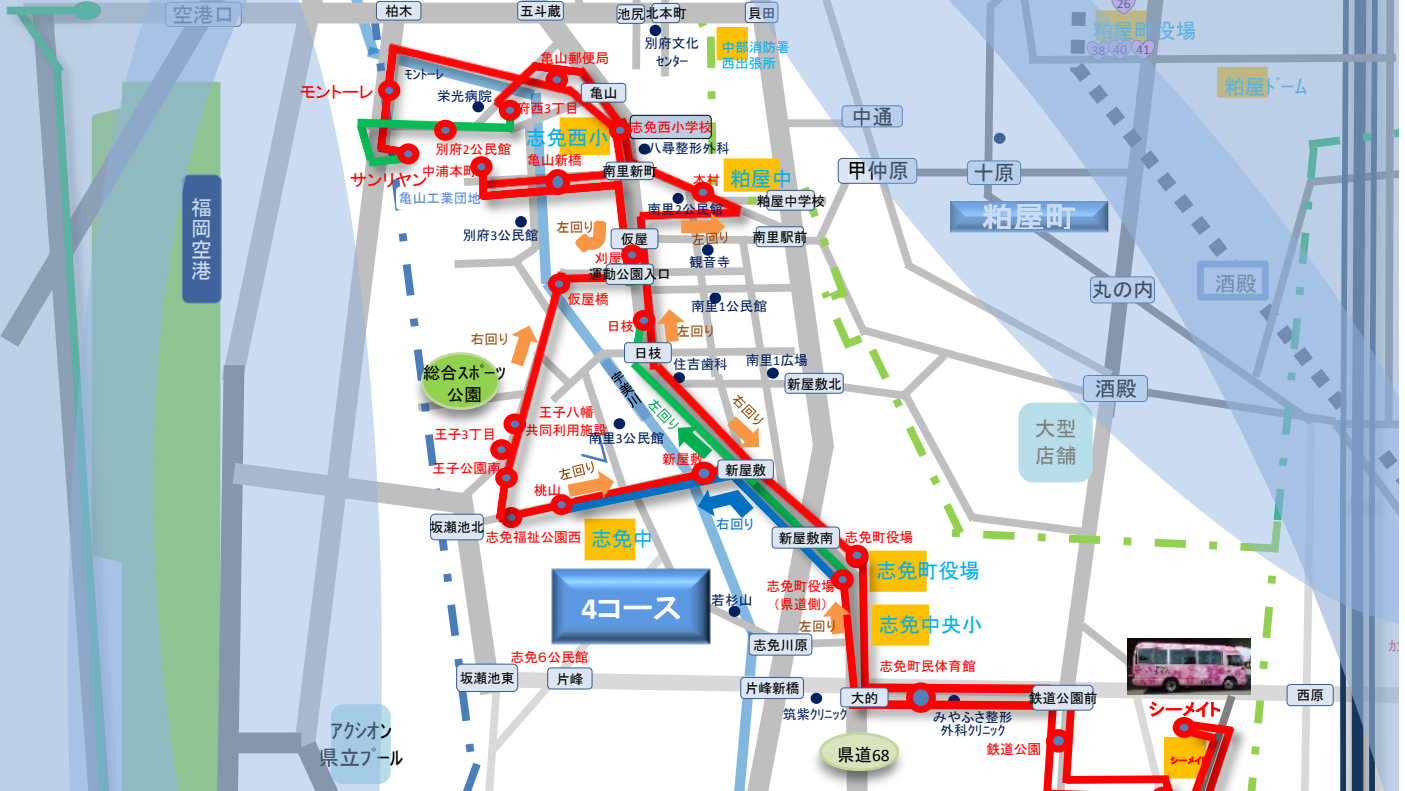 空港口
柏木
五斗蔵
池尻
北本町
貝田
26
粕屋町役場
38 40 41
別府文化
センター
中部消防署
西出張所
亀山郵便局
モントーレ
モントーレ
栄光病院
亀山
府西3丁目
粕屋ドーム
中通
志免西小
志免西小学校
別府2公民館
八尋整形外科
亀山新橋
中浦本町
サンリヤン
南里新町
木村
粕屋中
甲仲原
十原
亀山工業団地
南里2公民館
粕屋中学校
粕屋町
福岡空港
別府3公民館
左回り
仮屋
左回り
南里駅前
刈屋
観音寺
運動公園入口
酒殿
仮屋橋
南里1公民館
丸の内
右回り
日枝
左回り
日枝
住吉歯科
南里1広場
総合スポーツ
公園
宇美川
新屋敷北
酒殿
左回り
右回り
王子八幡
共同利用施設
王子3丁目
南里3公民館
大型
店舗
王子公園南
左回り
新屋敷
新屋敷
桃山
坂瀬池北
志免福祉公園西
志免中
右回り
新屋敷南
志免町役場
志免町役場
4コース
志免町役場
（県道側）
若杉山
左回り
志免中央小
志免川原
志免6公民館
志免町民体育館
坂瀬池東
片峰
片峰新橋
大的
鉄道公園前
西原
筑紫クリニック
みやふさ整形
外科クリニック
シーメイト
アクシオン
県立プール
県道68
鉄道公園
シーメイト